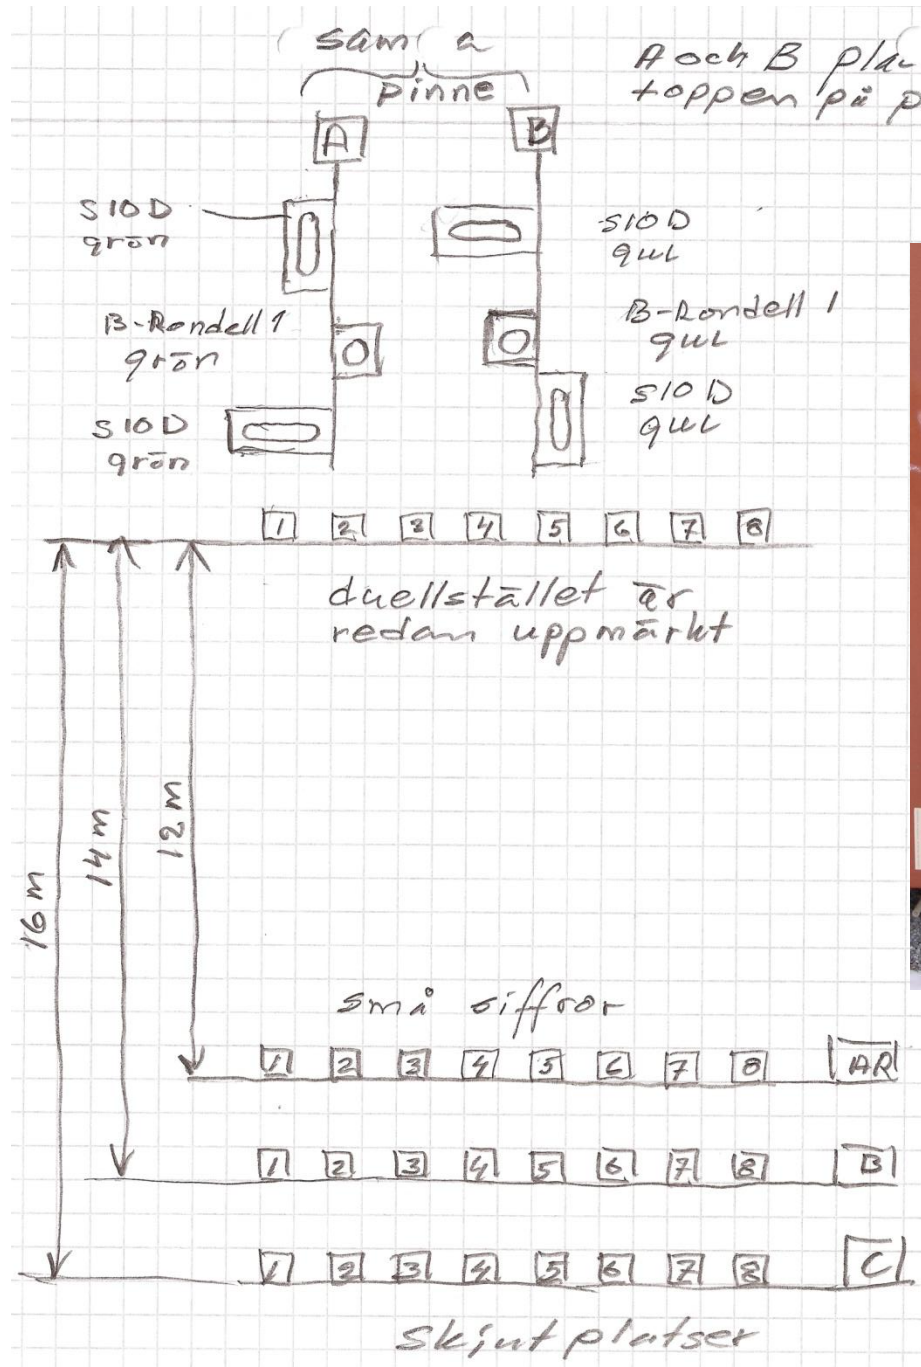 samma
pinne
A och B pla
toppen på p
A
B
S10D
grön
S10D
gul
B-Rondell 1
grön
B-Rondell 1
gul
S10D
grön
S10D
gul
1 2 3 4 5 6 7 8
duellstället är
redan uppmärkt
16 m
14 m
12 m
små siffror
1 2 3 4 5 6 7 8 AR
1 2 3 4 5 6 7 8 B
1 2 3 4 5 6 7 8 C
Skjutplatser